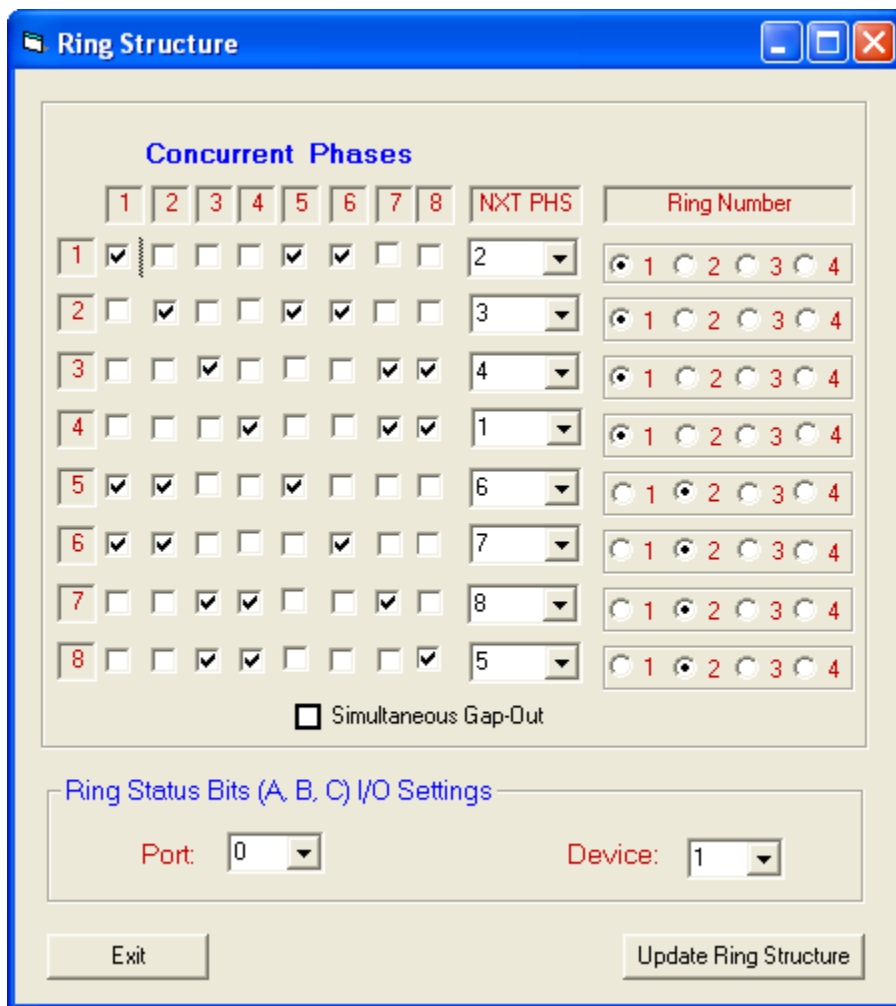 Ring Structure
Concurrent Phases
1 2 3 4 5 6 7 8 NXT PHS Ring Number
1 2 1 2 3 4
2 3 1 2 3 4
3 4 1 2 3 4
4 1 1 2 3 4
5 6 1 2 3 4
6 7 1 2 3 4
7 8 1 2 3 4
8 5 1 2 3 4
Simultaneous Gap-Out
Ring Status Bits (A, B, C) I/O Settings
Port: 0 Device: 1
Exit Update Ring Structure